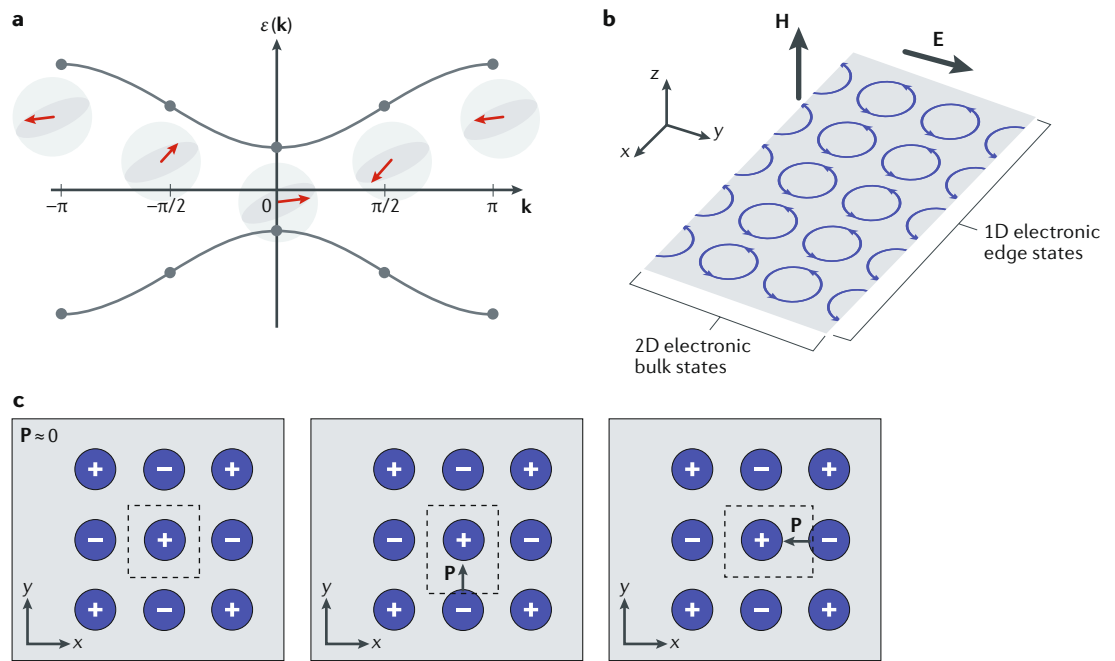 a
ε(k)
−π
−π/2
0
π/2
π
k
b
H
E
z
y
x
1D electronic
edge states
2D electronic
bulk states
c
P ≈ 0
+ − +
− + −
+ − +
y
x
+ − +
− + −
P
+ − +
y
x
+ − +
− + P −
+ − +
y
x